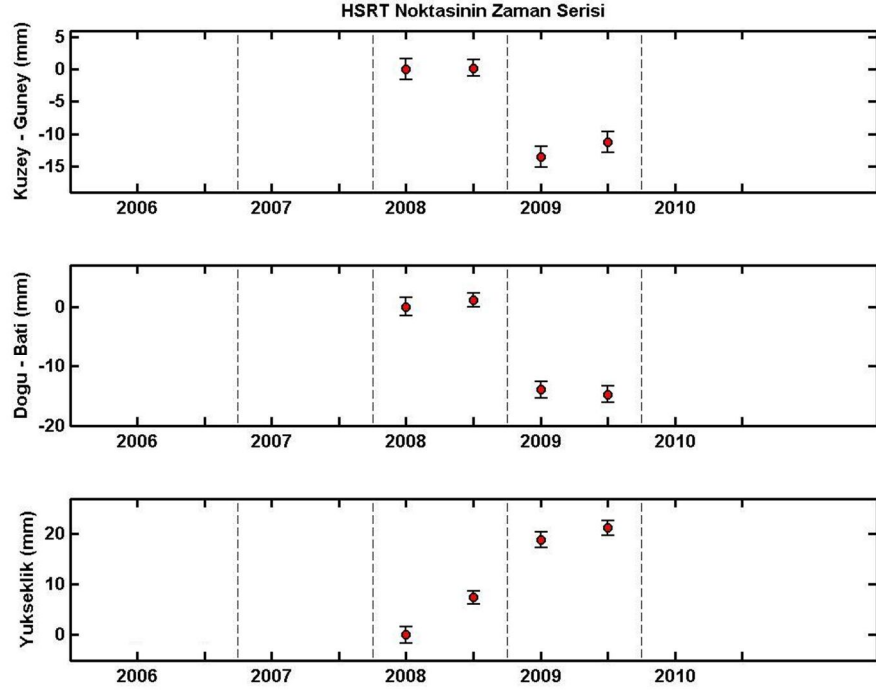 HSRT Noktasinin Zaman Serisi
Kuzey - Guney (mm)
5
0
-5
-10
-15
2006 2007 2008 2009 2010
Dogu - Bati (mm)
0
-10
-20
2006 2007 2008 2009 2010
Yukseklik (mm)
20
10
0
2006 2007 2008 2009 2010